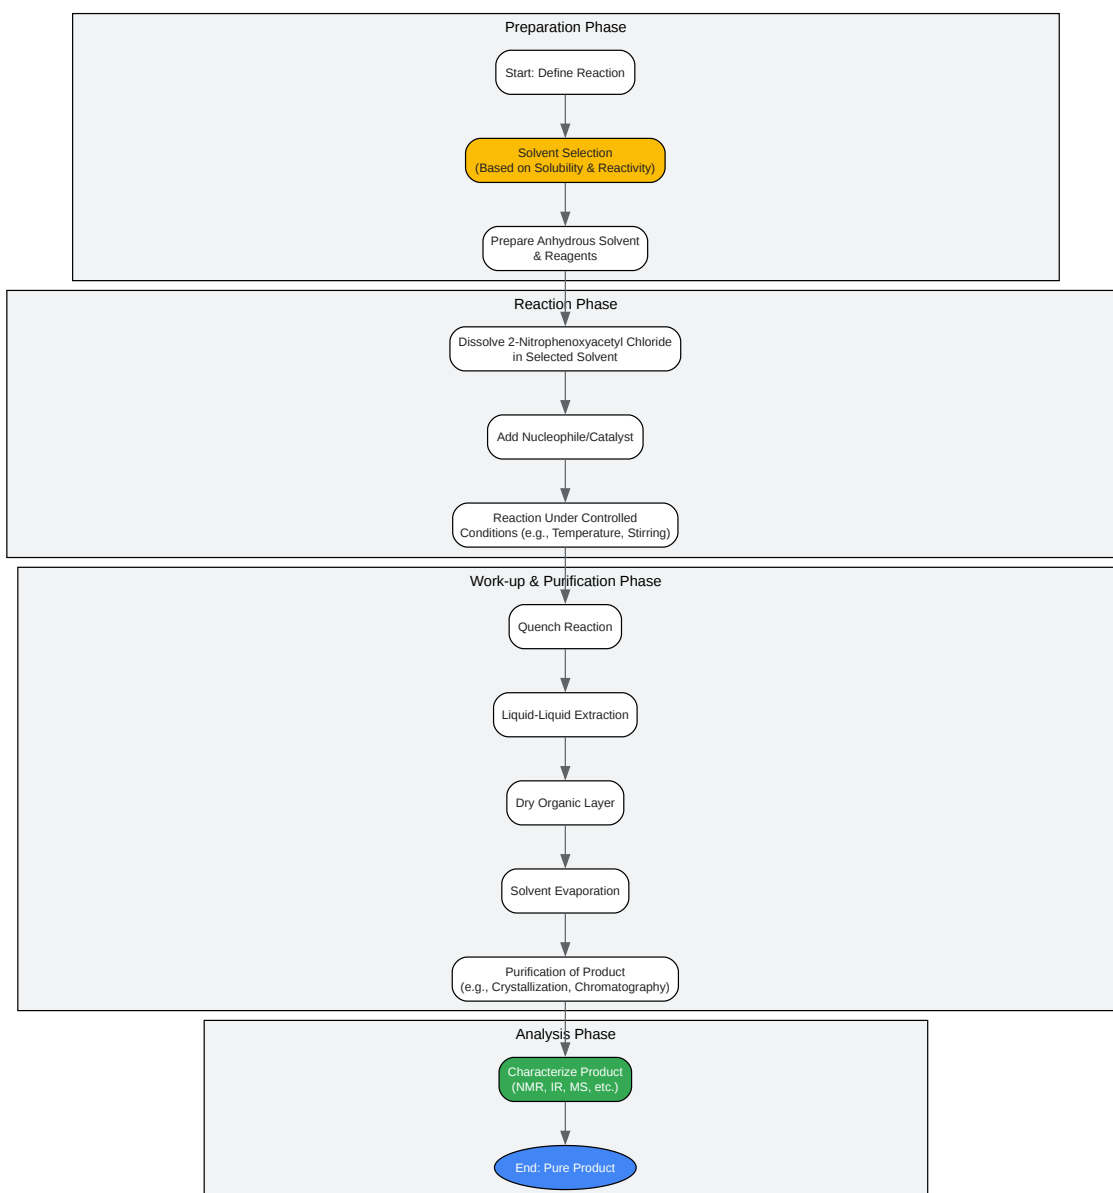 Preparation Phase
Start: Define Reaction
Solvent Selection
(Based on Solubility & Reactivity)
Prepare Anhydrous Solvent
& Reagents
Reaction Phase
Dissolve 2-Nitrophenoxyacetyl Chloride
in Selected Solvent
Add Nucleophile/Catalyst
Reaction Under Controlled
Conditions (e.g., Temperature, Stirring)
Work-up & Purification Phase
Quench Reaction
Liquid-Liquid Extraction
Dry Organic Layer
Solvent Evaporation
Purification of Product
(e.g., Crystallization, Chromatography)
Analysis Phase
Characterize Product
(NMR, IR, MS, etc.)
End: Pure Product